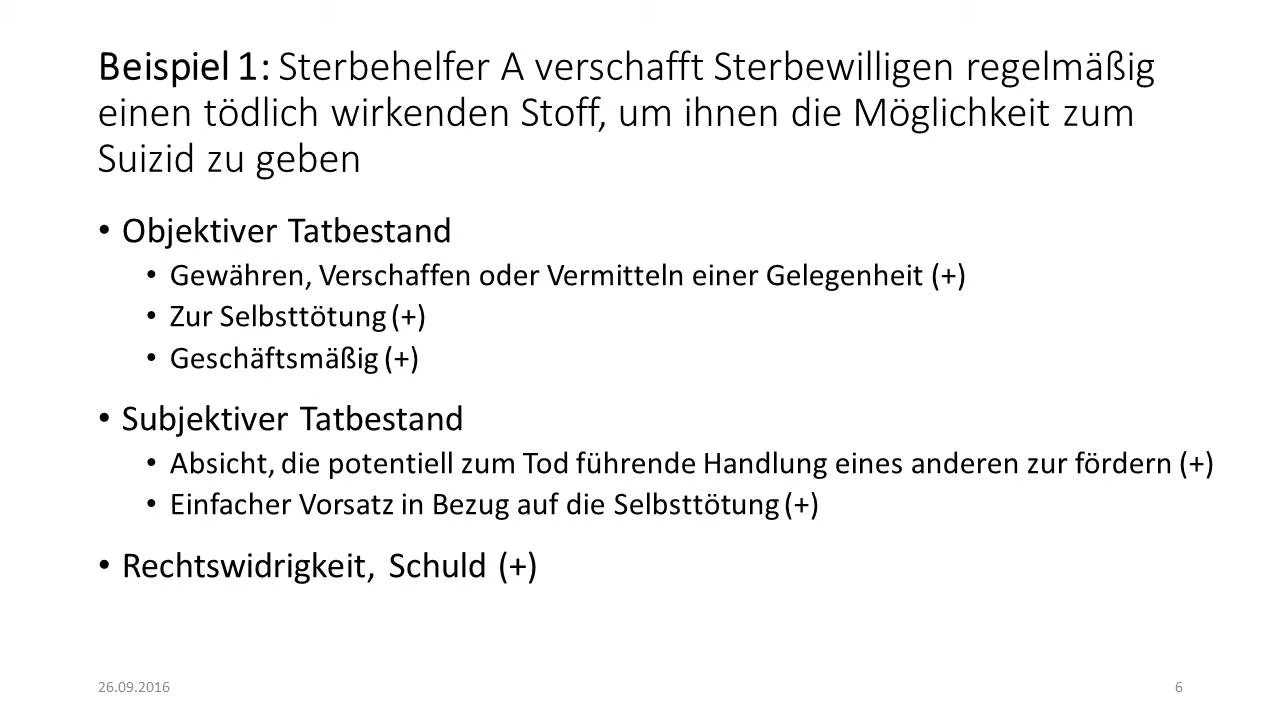 Beispiel 1: Sterbehelfer A verschafft Sterbewilligen regelmäßig
einen tödlich wirkenden Stoff, um ihnen die Möglichkeit zum
Suizid zu geben
• Objektiver Tatbestand
• Gewähren, Verschaffen oder Vermitteln einer Gelegenheit (+)
• Zur Selbsttötung (+)
• Geschäftsmäßig (+)
• Subjektiver Tatbestand
• Absicht, die potentiell zum Tod führende Handlung eines anderen zur fördern (+)
• Einfacher Vorsatz in Bezug auf die Selbsttötung (+)
• Rechtswidrigkeit, Schuld (+)
26.09.2016
6